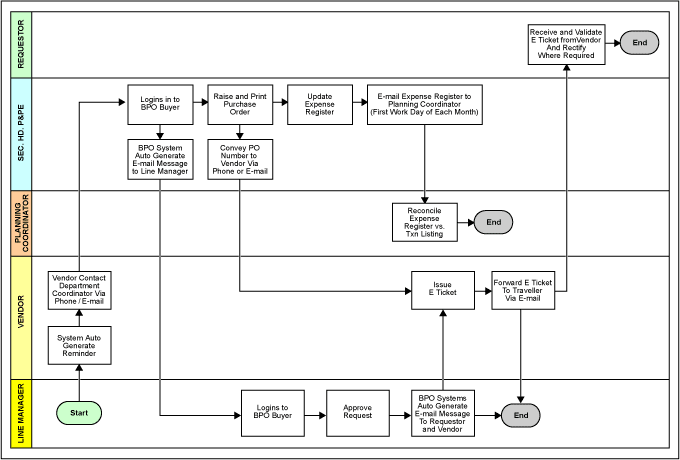 REQUESTOR
Receive and Validate
E Ticket fromVendor
And Rectify
Where Required
End
SEC. HD. P&PE
Logins in to
BPO Buyer
Raise and Print
Purchase
Order
Update
Expense
Register
E-mail Expense Register to
Planning Coordinator
(First Work Day of Each Month)
BPO System
Auto Generate
E-mail Message
to Line Manager
Convey PO
Number to
Vendor Via
Phone or E-mail
PLANNING
COORDINATOR
Reconcile
Expense
Register vs.
Txn Listing
End
VENDOR
Vendor Contact
Department
Coordinator Via
Phone / E-mail
Issue
E Ticket
Forward E Ticket
To Traveller
Via E-mail
System Auto
Generate
Reminder
LINE MANAGER
Start
Logins to
BPO Buyer
Approve
Request
BPO Systems
Auto Generate
E-mail Message
To Requestor
and Vendor
End